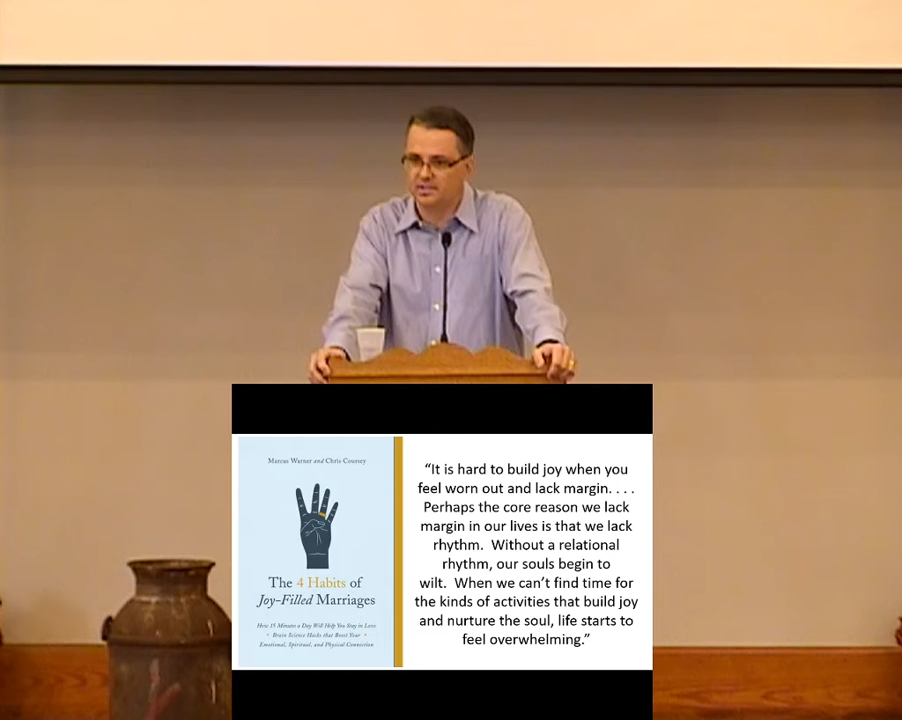 Marcus Warner and Chris Coursey
The 4 Habits of
Joy-Filled Marriages
How 15 Minutes a Day Will Help You Stay in Love
• Brain Science Hacks that Boost Your •
Emotional, Spiritual, and Physical Connection
“It is hard to build joy when you
feel worn out and lack margin. . . .
Perhaps the core reason we lack
margin in our lives is that we lack
rhythm. Without a relational
rhythm, our souls begin to
wilt. When we can’t find time for
the kinds of activities that build joy
and nurture the soul, life starts to
feel overwhelming.”